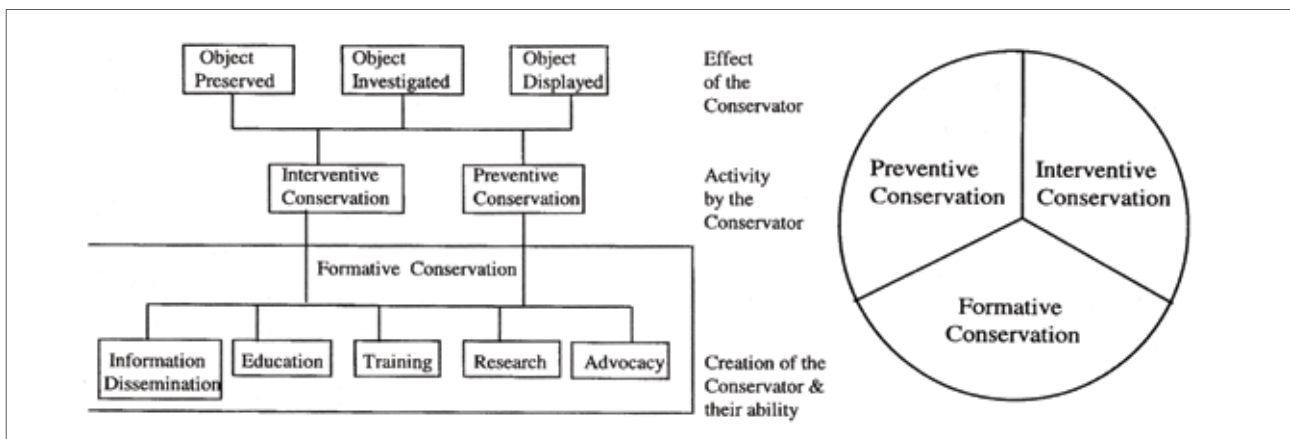 Object
Preserved
Object
Investigated
Object
Displayed
Effect
of the
Conservator
Interventive
Conservation
Preventive
Conservation
Activity
by the
Conservator
Formative Conservation
Information
Dissemination
Education
Training
Research
Advocacy
Creation of the
Conservator &
their ability
Preventive
Conservation
Interventive
Conservation
Formative
Conservation